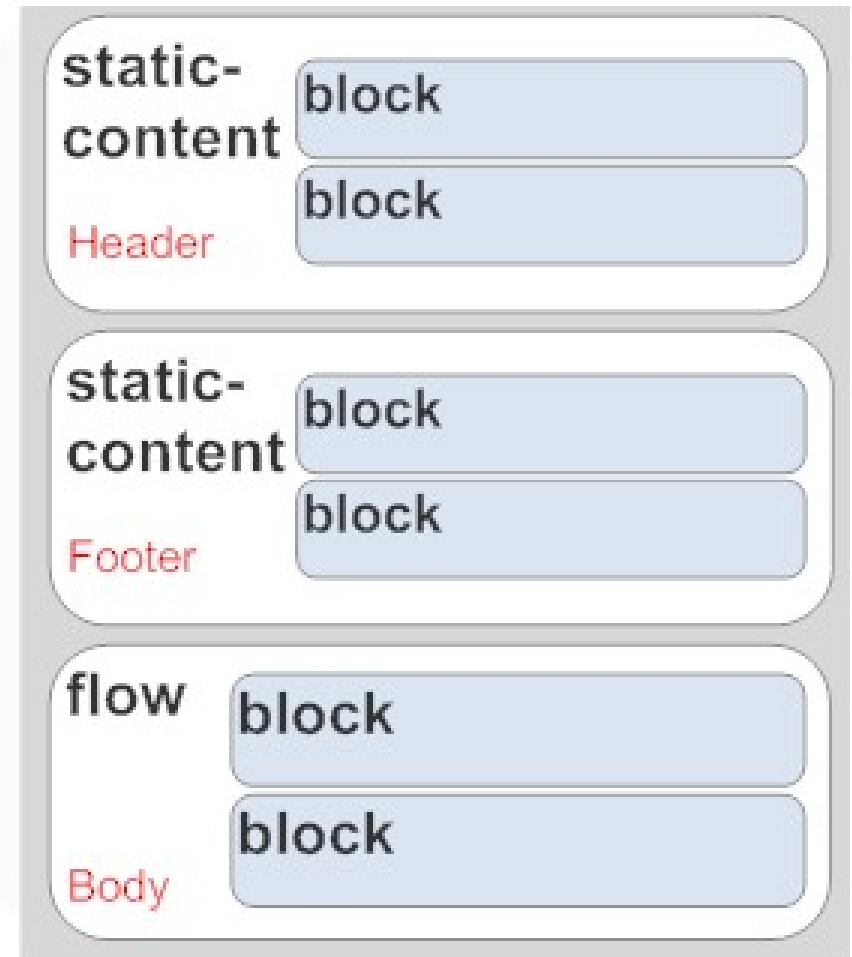 static-
content
block
block
Header
static-
content
block
block
Footer
flow
block
block
Body